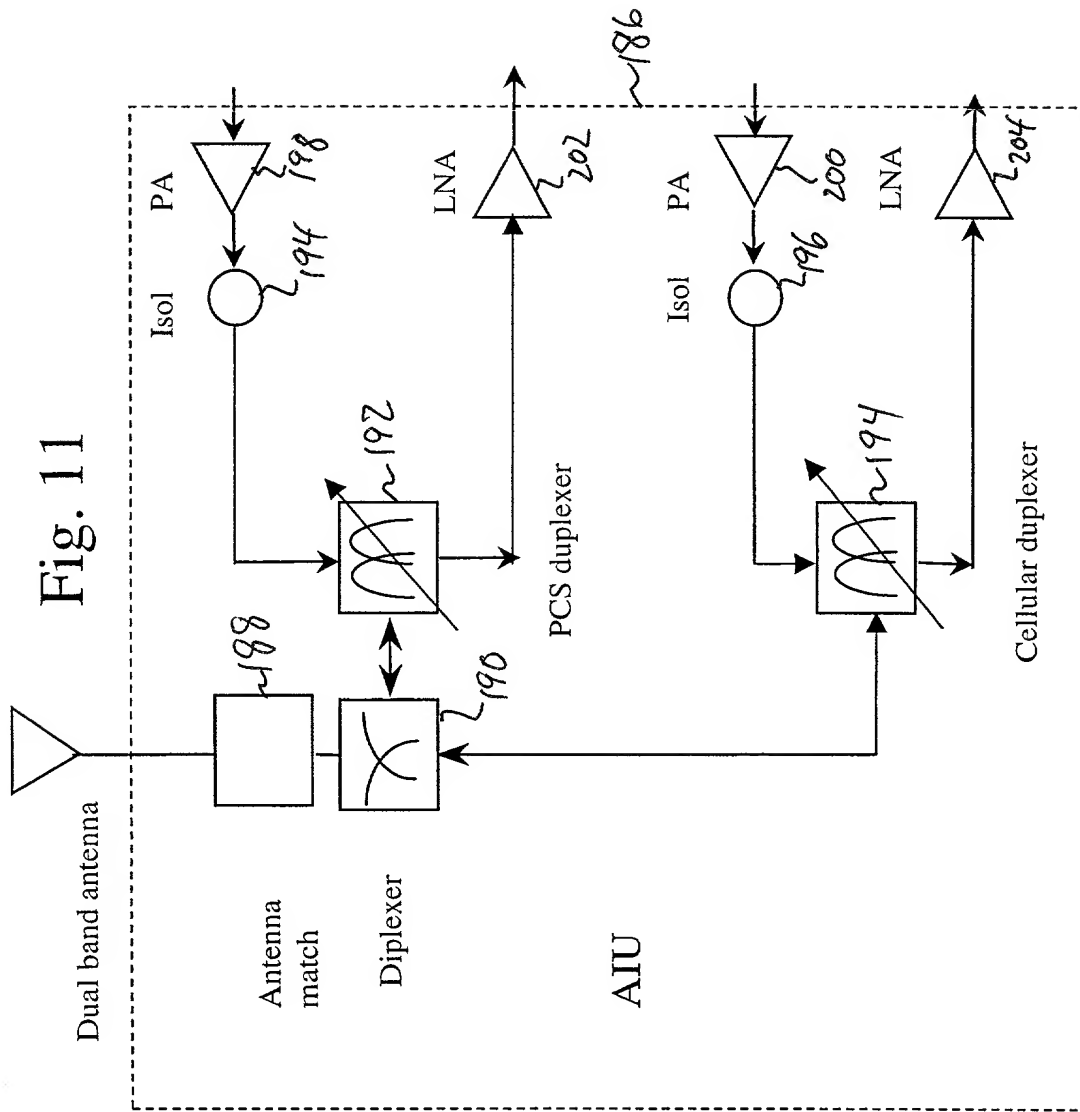 Fig. 11
Dual band antenna
Antenna
match
188
Diplexer
190
AIU
PCS duplexer
192
Isol
194
PA
198
LNA
202
186
Cellular duplexer
194
Isol
196
PA
200
LNA
204